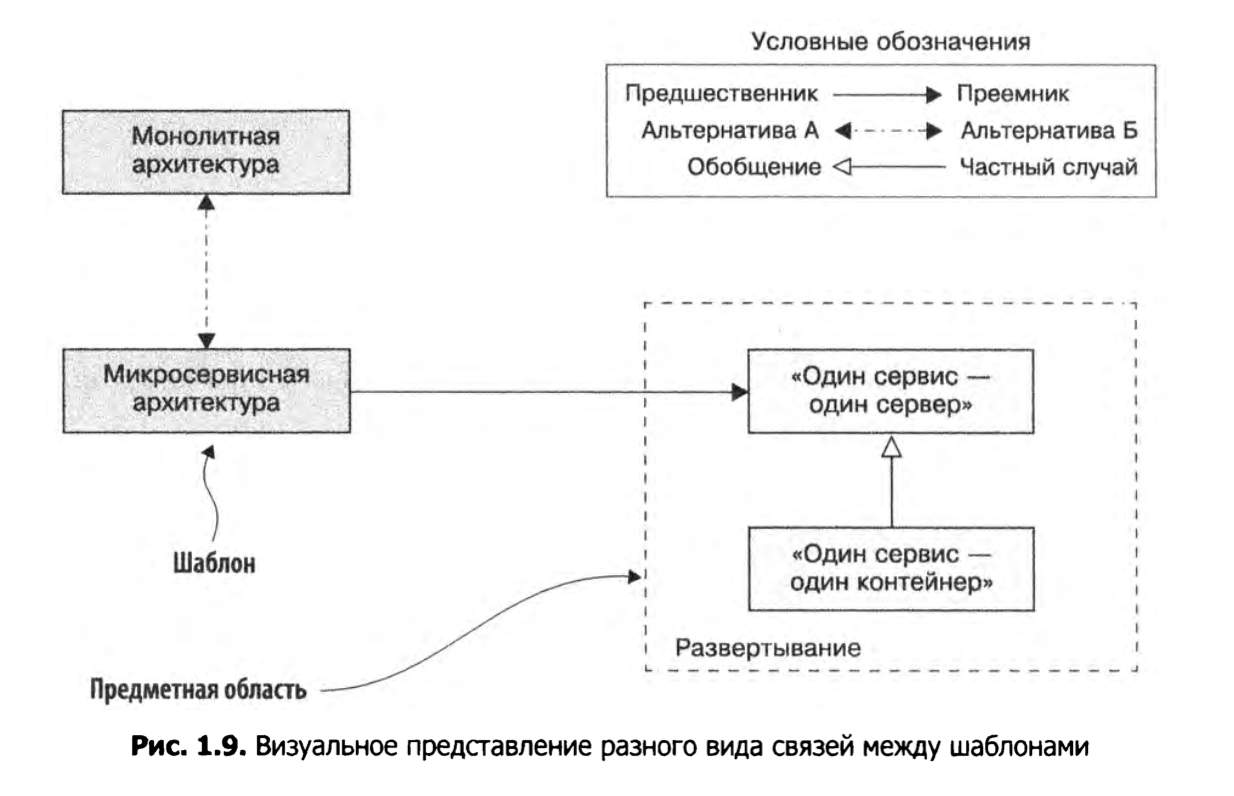 Условные обозначения
Предшественник Преемник
Альтернатива А Альтернатива Б
Обобщение Частный случай
Монолитная
архитектура
Микросервисная
архитектура
«Один сервис —
один сервер»
«Один сервис —
один контейнер»
Развертывание
Шаблон
Предметная область
Рис. 1.9. Визуальное представление разного вида связей между шаблонами